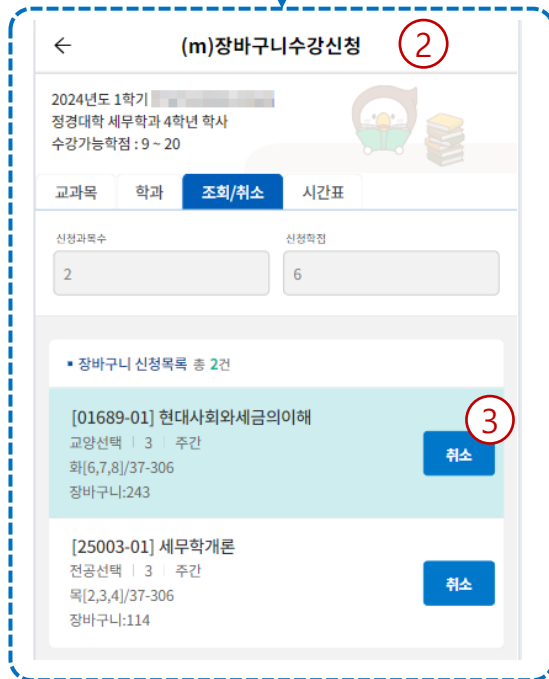 ← (m)장바구니수강신청 2
2024년도 1학기
정경대학 세무학과 4학년 학사
수강가능학점 : 9 ~ 20
교과목 학과 조회/취소 시간표
신청과목수 신청학점
2 6
▪ 장바구니 신청목록 총 2건
[01689-01] 현대사회와세금의이해 3
교양선택 | 3 | 주간
취소
화[6,7,8]/37-306
장바구니:243
[25003-01] 세무학개론
전공선택 | 3 | 주간
취소
목[2,3,4]/37-306
장바구니:114